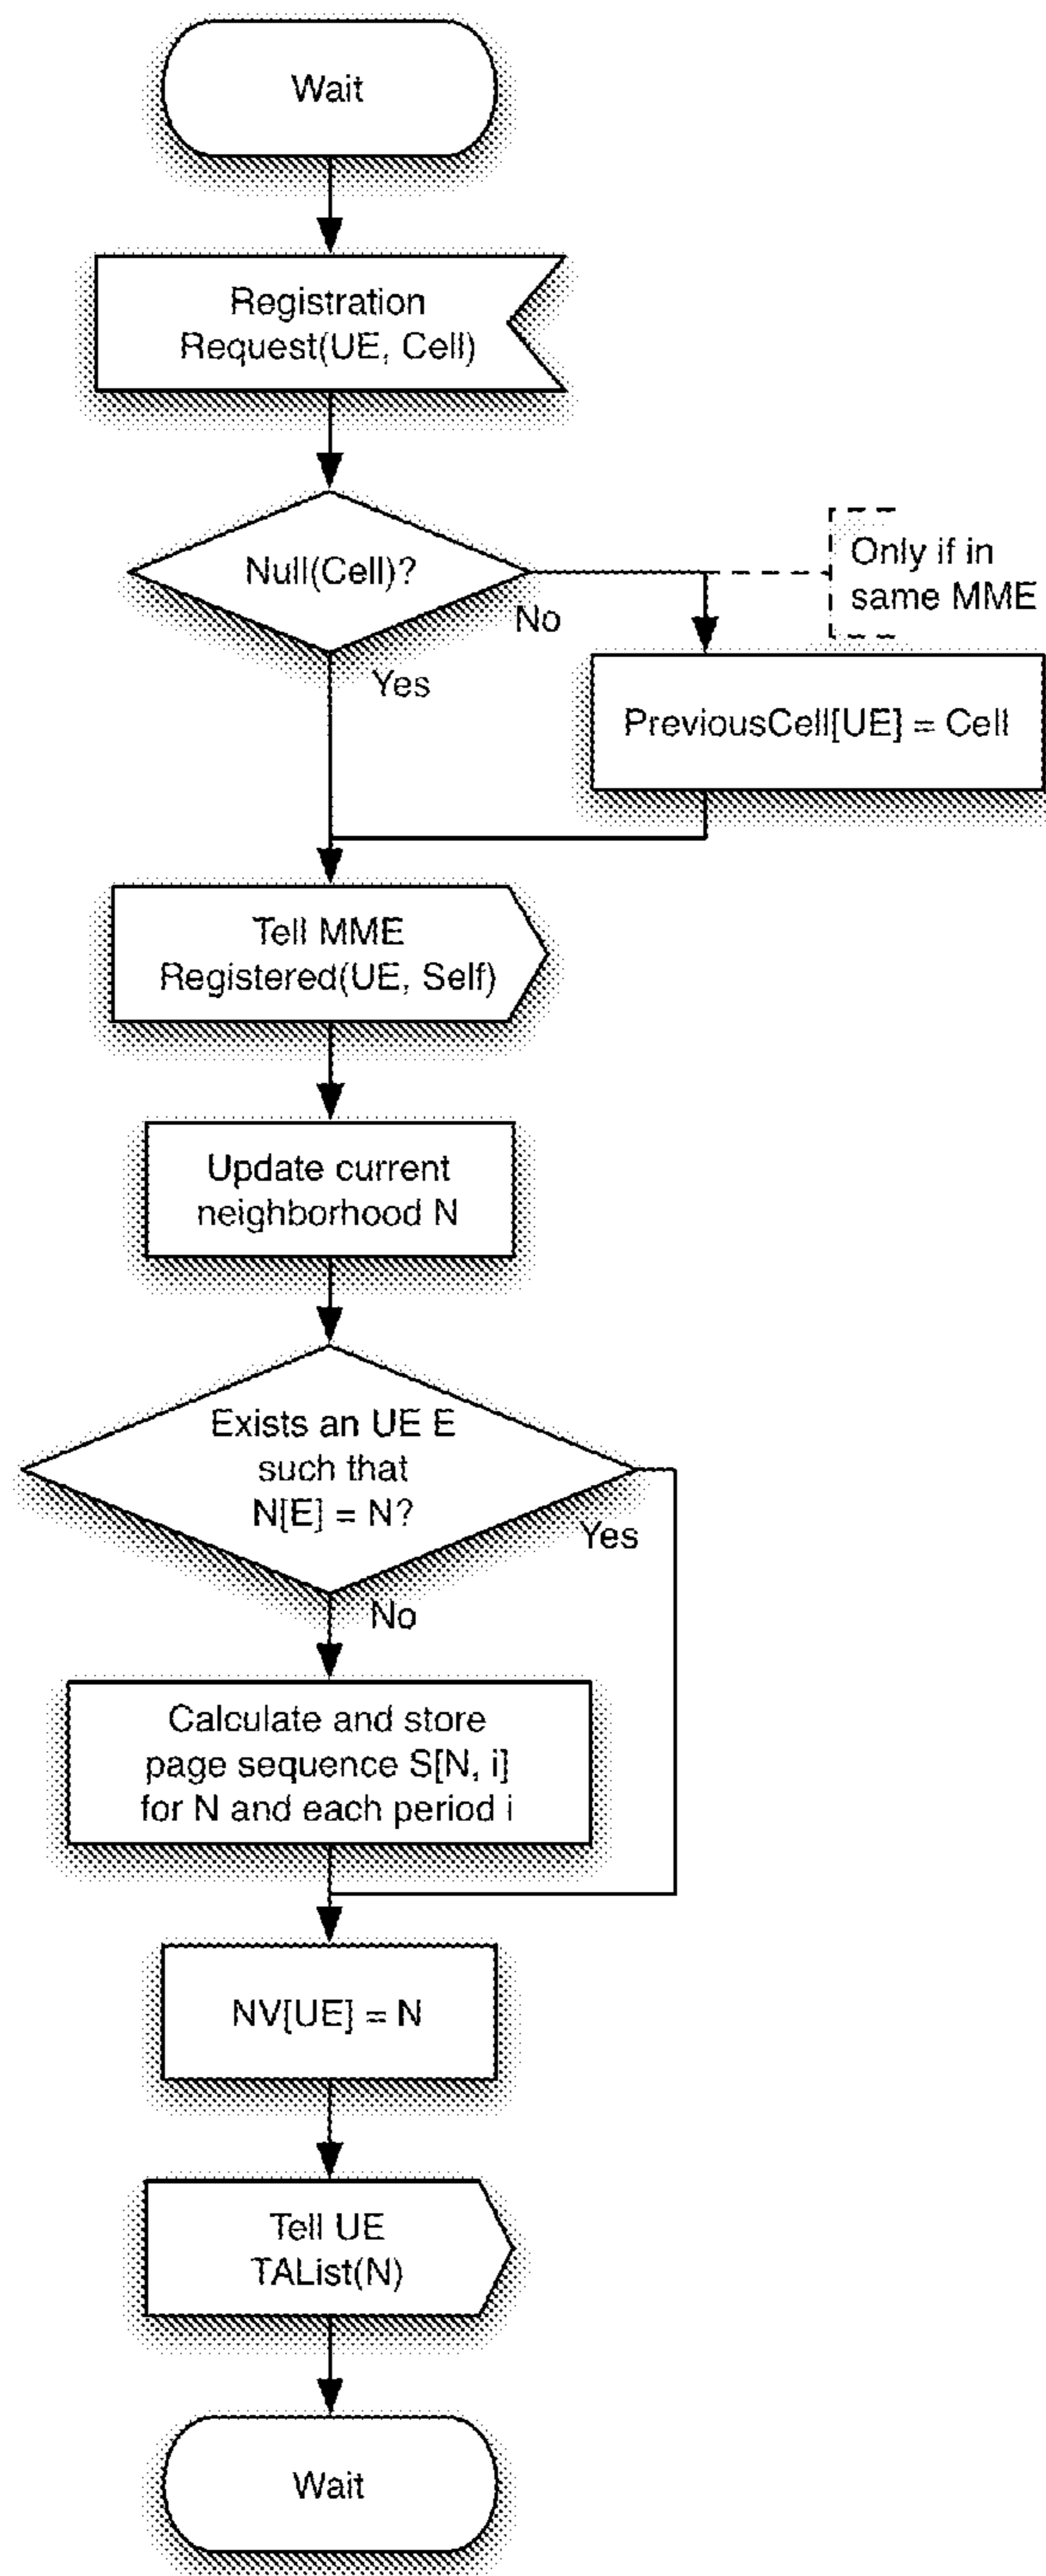 Wait
Registration
Request(UE, Cell)
Null(Cell)?
No
Only if in
same MME
Yes
PreviousCell[UE] = Cell
Tell MME
Registered(UE, Self)
Update current
neighborhood N
Exists an UE E
such that
N[E] = N?
Yes
No
Calculate and store
page sequence S[N, i]
for N and each period i
NV[UE] = N
Tell UE
TAList(N)
Wait